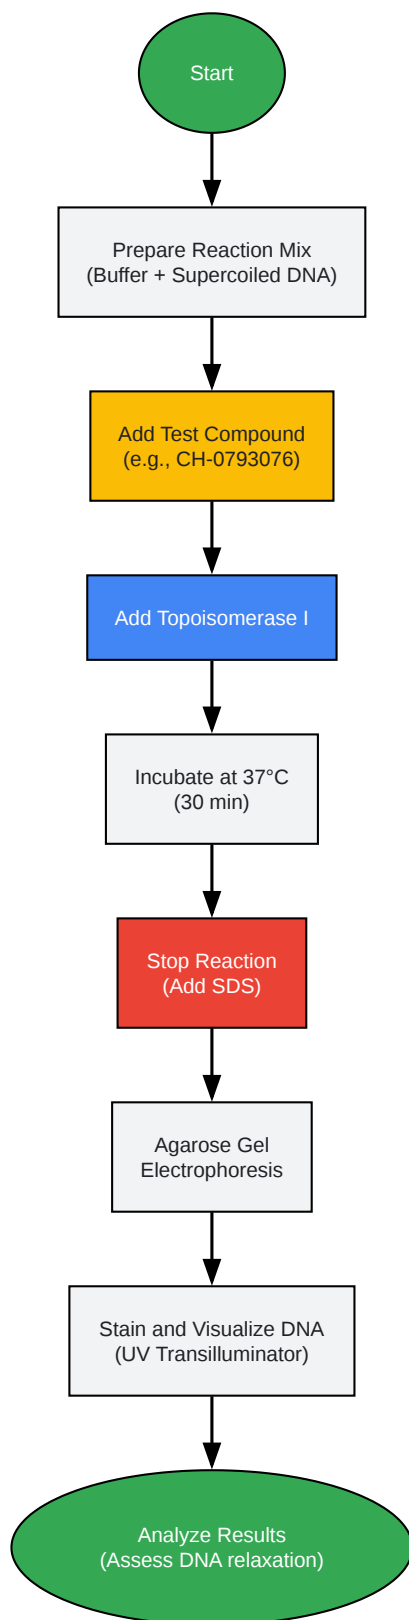 Start
Prepare Reaction Mix
(Buffer + Supercoiled DNA)
Add Test Compound
(e.g., CH-0793076)
Add Topoisomerase I
Incubate at 37°C
(30 min)
Stop Reaction
(Add SDS)
Agarose Gel
Electrophoresis
Stain and Visualize DNA
(UV Transilluminator)
Analyze Results
(Assess DNA relaxation)